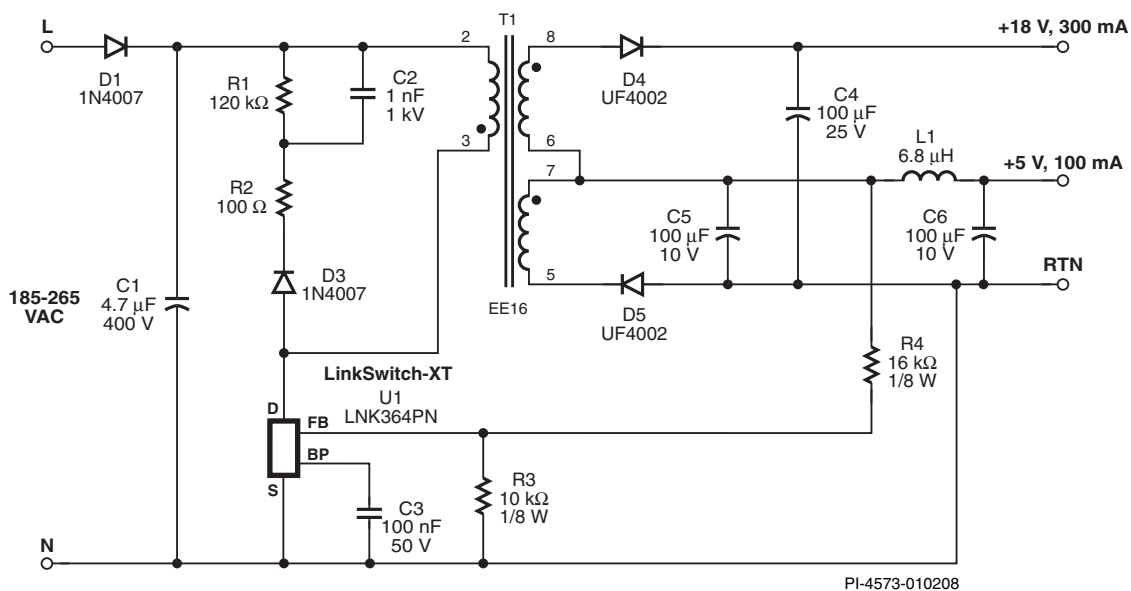 L
D1
1N4007
R1
120 kΩ
C2
1 nF
1 kV
T1
2
3
8
6
7
5
EE16
D4
UF4002
C4
100 μF
25 V
+18 V, 300 mA
L1
6.8 μH
+5 V, 100 mA
R2
100 Ω
C5
100 μF
10 V
C6
100 μF
10 V
D3
1N4007
D5
UF4002
RTN
C1
4.7 μF
400 V
185-265
VAC
LinkSwitch-XT
U1
LNK364PN
D
FB
BP
S
R4
16 kΩ
1/8 W
R3
10 kΩ
1/8 W
C3
100 nF
50 V
N
PI-4573-010208